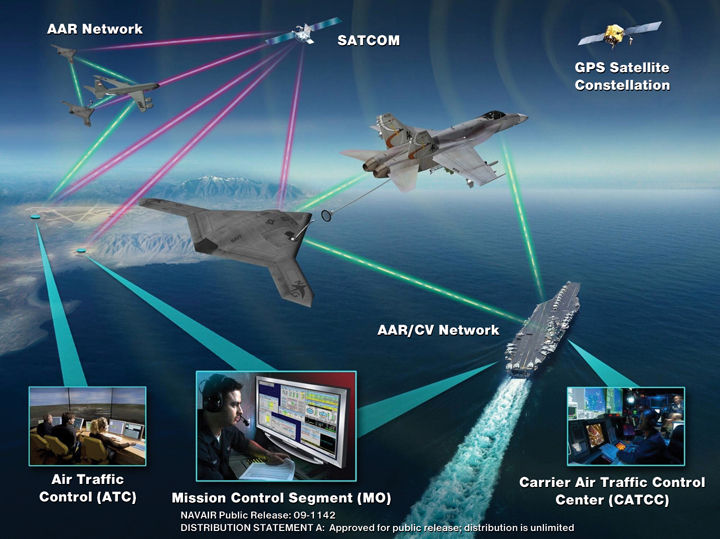 AAR Network
SATCOM
GPS Satellite
Constellation
AAR/CV Network
Air Traffic
Control (ATC)
Mission Control Segment (MO)
Carrier Air Traffic Control
Center (CATCC)
NAVAIR Public Release: 09-1142
DISTRIBUTION STATEMENT A: Approved for public release; distribution is unlimited